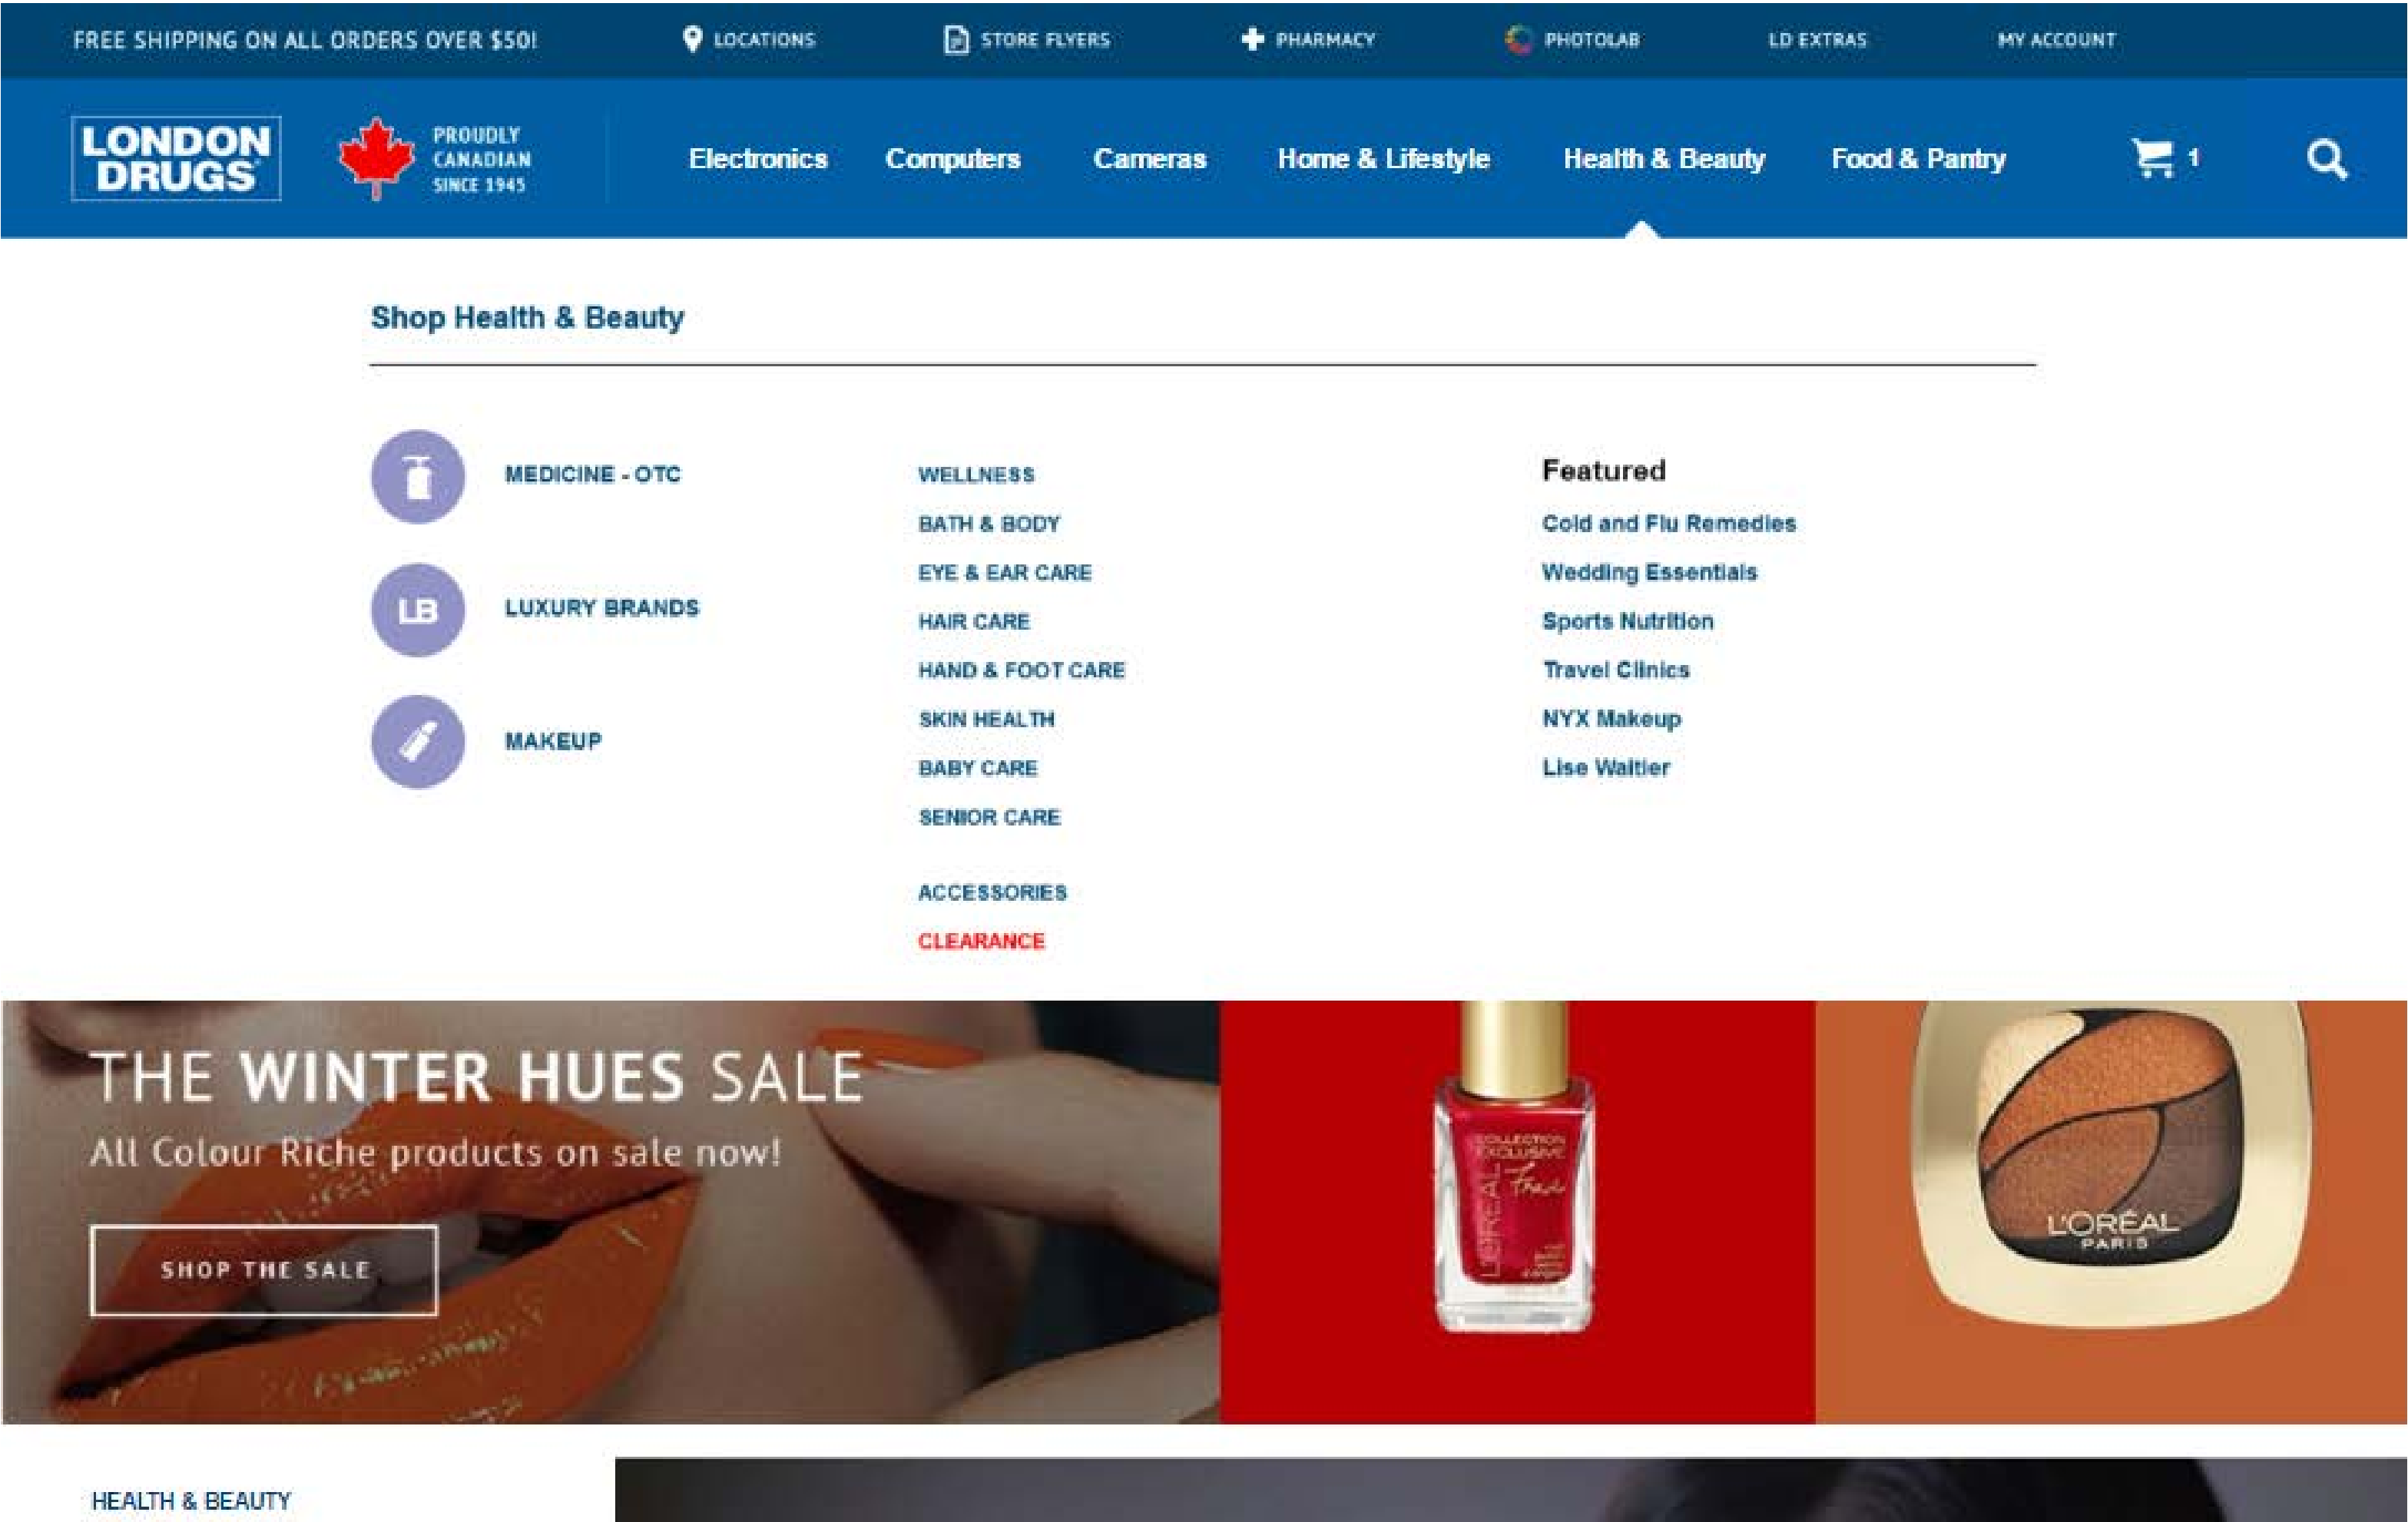 FREE SHIPPING ON ALL ORDERS OVER $50!
LOCATIONS
STORE FLYERS
PHARMACY
PHOTOLAB
LD EXTRAS
MY ACCOUNT
LONDON
DRUGS
PROUDLY
CANADIAN
SINCE 1945
Electronics
Computers
Cameras
Home & Lifestyle
Health & Beauty
Food & Pantry
1
Shop Health & Beauty
MEDICINE - OTC
LB
LUXURY BRANDS
MAKEUP
WELLNESS
BATH & BODY
EYE & EAR CARE
HAIR CARE
HAND & FOOT CARE
SKIN HEALTH
BABY CARE
SENIOR CARE
ACCESSORIES
CLEARANCE
Featured
Cold and Flu Remedies
Wedding Essentials
Sports Nutrition
Travel Clinics
NYX Makeup
Lise Waltier
THE WINTER HUES SALE
All Colour Riche products on sale now!
SHOP THE SALE
COLLECTION
EXCLUSIVE
L'OREAL
L'ORÉAL
PARIS
HEALTH & BEAUTY